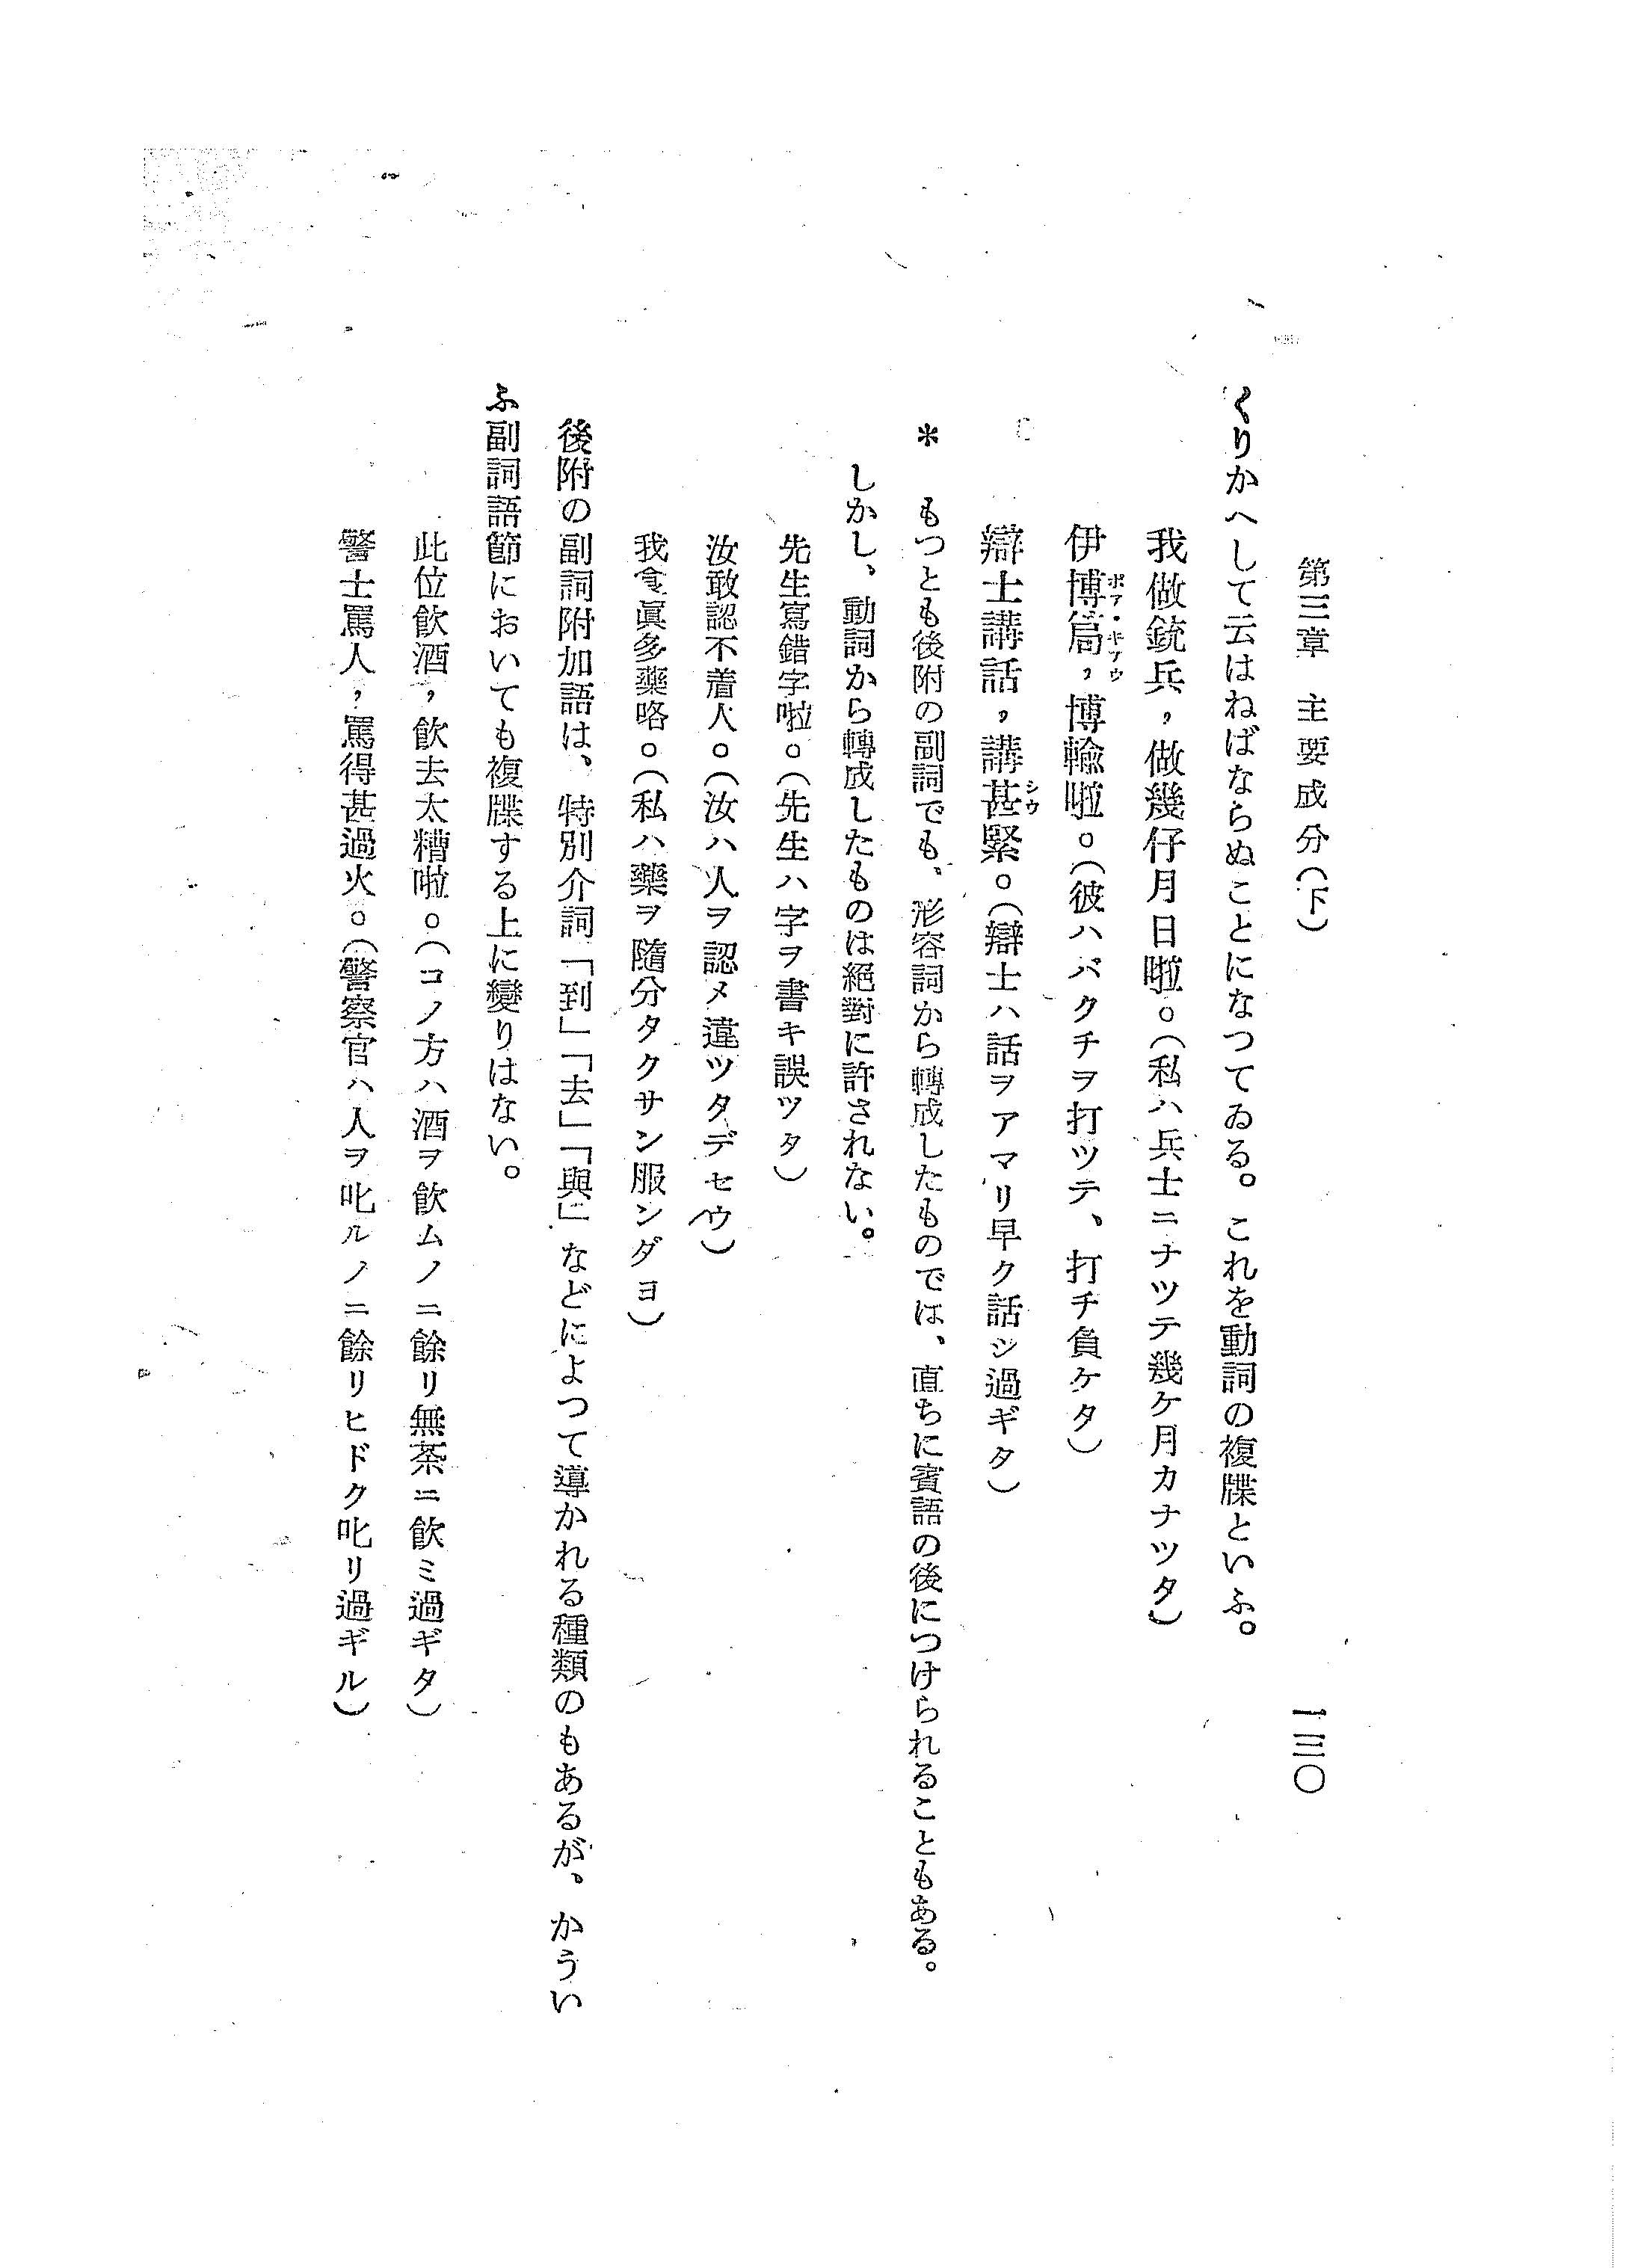 第三章　主要成分（下）
一三〇
くりかへして云はねばならぬことになつてゐる。これを動詞の複牒といふ。
我做銃兵，做幾仔月日啦。（私ハ兵士ニナツテ幾ケ月カナツタ）
伊博筶，博輸啦。（彼ハバクチヲ打ツテ、打チ負ケタ）
辯士講話，講甚緊。（辯士ハ話ヲアマリ早ク話シ過ギタ）
シウ
＊　もつとも後附の副詞でも、形容詞から轉成したものでは、直ちに賓語の後につけられることもある。
しかし、動詞から轉成したものは絕對に許されない。
先生寫錯字啦。（先生ハ字ヲ書キ誤ツタ）
汝敢認不着人。（汝ハ人ヲ認メ違ツタデセウ）
我食眞多藥咯。（私ハ藥ヲ隨分タクサン服ンダヨ）
後附の副詞附加語は、特別介詞「到」「去」「與」などによつて導かれる種類のもあるが、かうい
ふ副詞語節においても複牒する上に變りはない。
此位飮酒，飮去太糟啦。（コノ方ハ酒ヲ飮ムノニ餘リ無茶ニ飮ミ過ギタ）
警士罵人，罵得甚過火。（警察官ハ人ヲ叱ルノニ餘リヒドク叱リ過ギル）